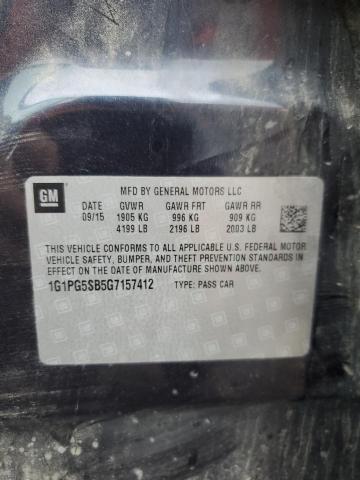 GM
MFD BY GENERAL MOTORS LLC
DATE GVWR GAWR FRT GAWR RR
09/15 1905 KG 996 KG 909 KG
4199 LB 2196 LB 2003 LB
THIS VEHICLE CONFORMS TO ALL APPLICABLE U.S. FEDERAL MOTOR
VEHICLE SAFETY, BUMPER, AND THEFT PREVENTION STANDARDS
IN EFFECT ON THE DATE OF MANUFACTURE SHOWN ABOVE.
1G1PG5SB5G7157412 TYPE: PASS CAR